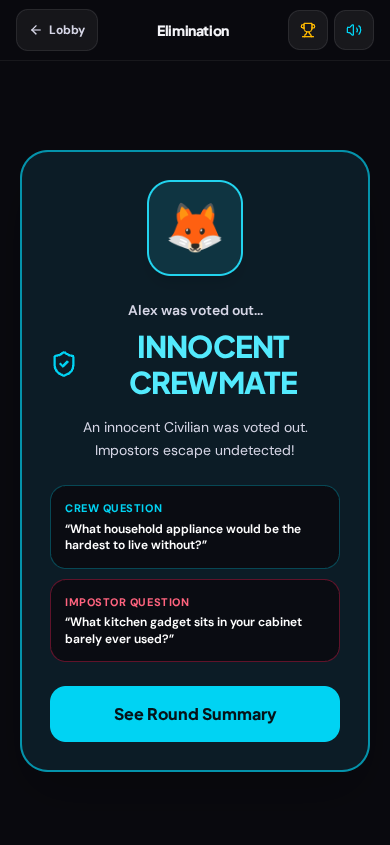 Lobby
Elimination
Alex was voted out...
INNOCENT
CREWMATE
An innocent Civilian was voted out.
Impostors escape undetected!
CREW QUESTION
“What household appliance would be the
hardest to live without?”
IMPOSTOR QUESTION
“What kitchen gadget sits in your cabinet
barely ever used?”
See Round Summary